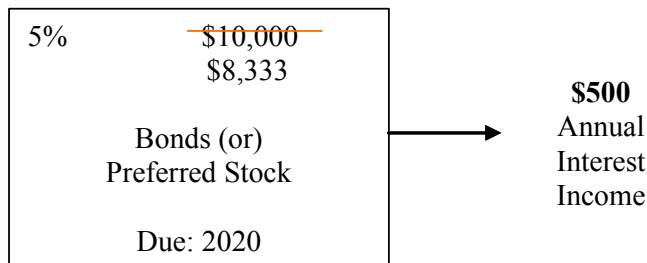 5% $10,000
$8,333
Bonds (or)
Preferred Stock
Due: 2020
$500
Annual
Interest
Income